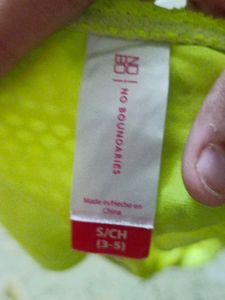 NO
BO
NO BOUNDARIES
Made in/Hecho en
China
S/CH
(3-5)